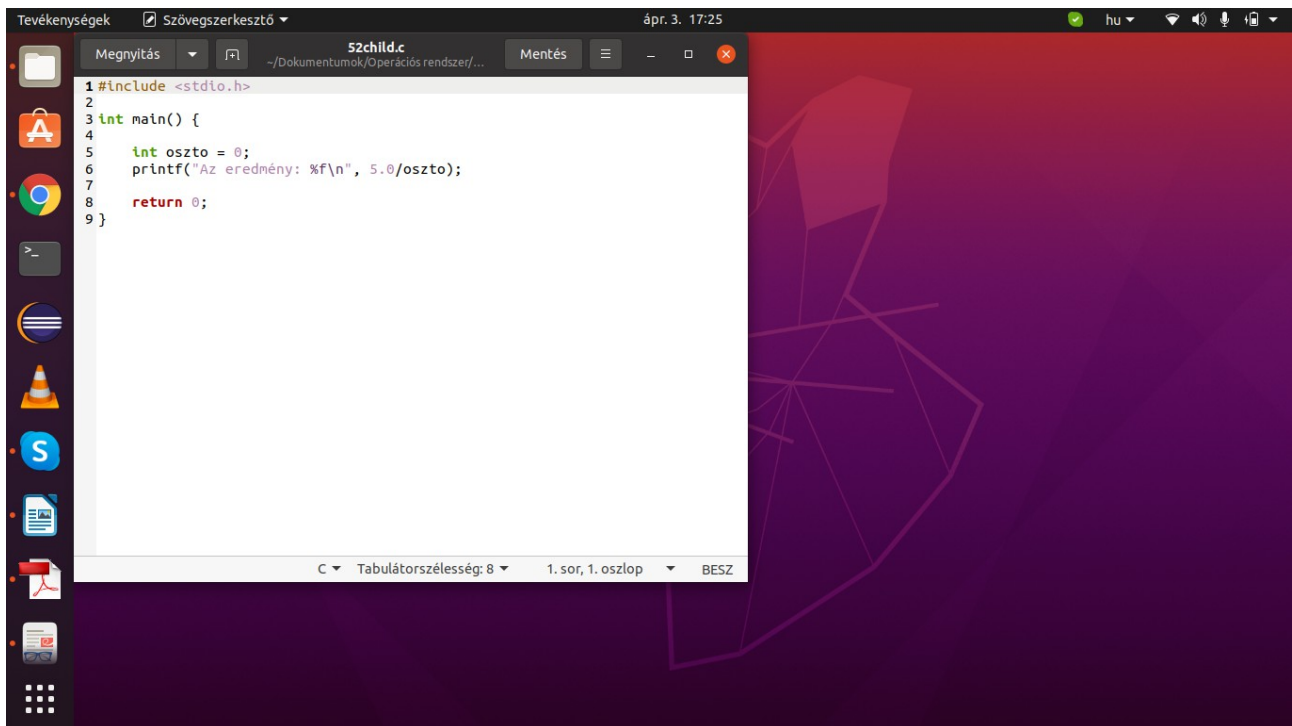 Tevékenységek Szövegszerkesztő ápr. 3. 17:25 hu
Megnyitás 52child.c Mentés
~/Dokumentumok/Operációs rendszer/...
1 #include <stdio.h>
2
3 int main() {
4
5     int oszto = 0;
6     printf("Az eredmény: %f\n", 5.0/oszto);
7
8     return 0;
9 }
C Tabulátorszélesség: 8 1. sor, 1. oszlop BESZ